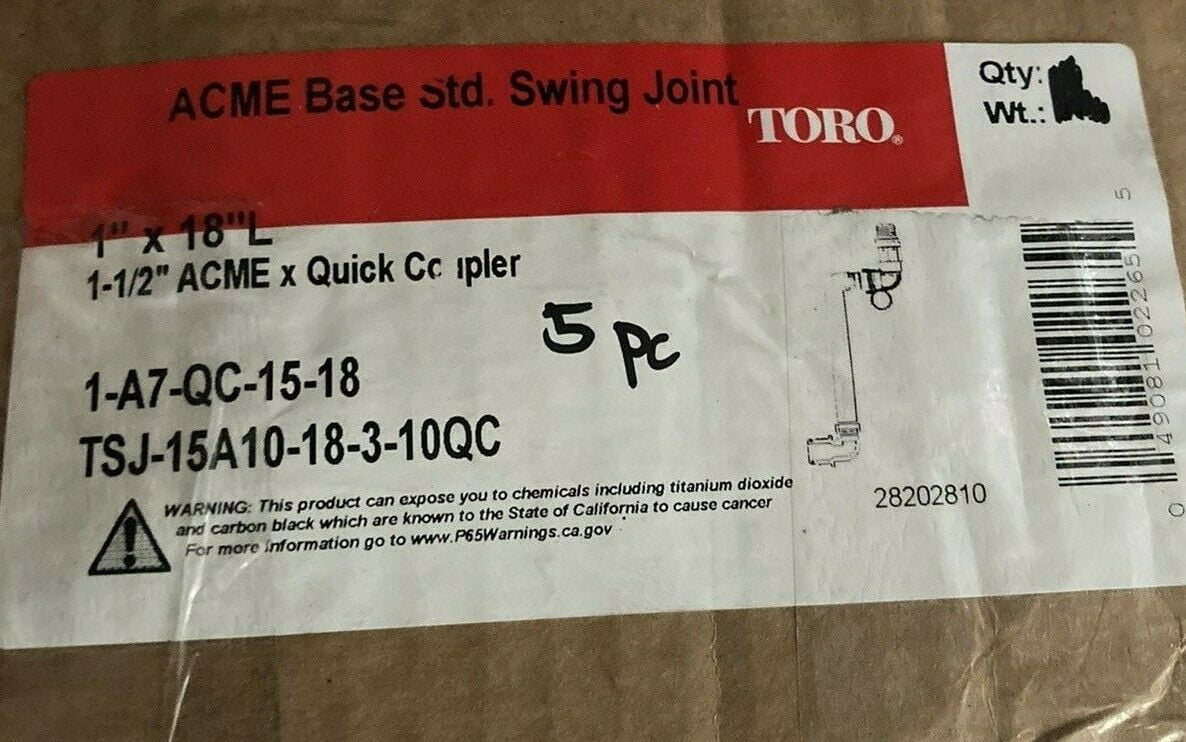 ACME Base Std. Swing Joint
TORO®
Qty:
Wt.:
1" x 18"L
1-1/2" ACME x Quick Coupler
5 pc
1-A7-QC-15-18
TSJ-15A10-18-3-10QC
WARNING: This product can expose you to chemicals including titanium dioxide
and carbon black which are known to the State of California to cause cancer
For more information go to www.P65Warnings.ca.gov
28202810
0 49081 02265 5